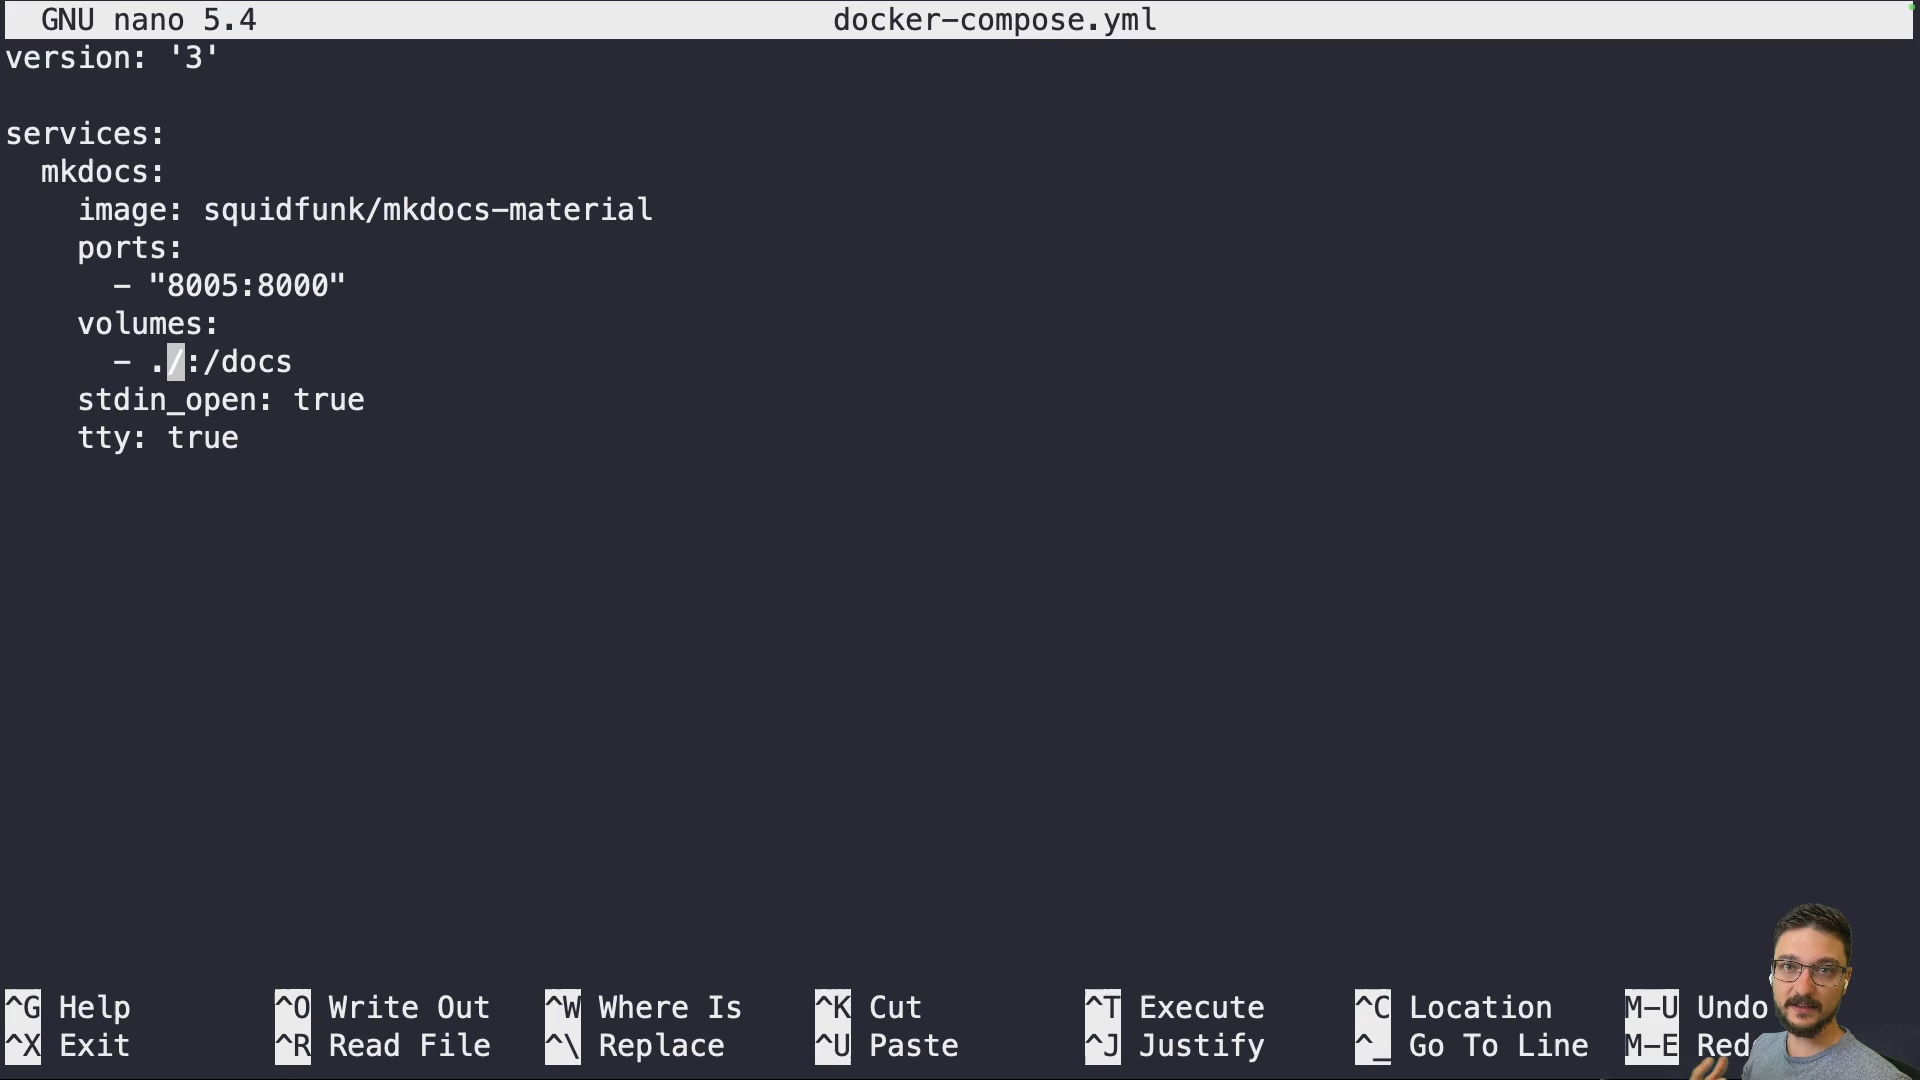 GNU nano 5.4 docker-compose.yml
version: '3'
services:
  mkdocs:
    image: squidfunk/mkdocs-material
    ports:
      - "8005:8000"
    volumes:
      - ./:/docs
    stdin_open: true
    tty: true
^G Help ^O Write Out ^W Where Is ^K Cut ^T Execute ^C Location M-U Undo
^X Exit ^R Read File ^\ Replace ^U Paste ^J Justify ^_ Go To Line M-E